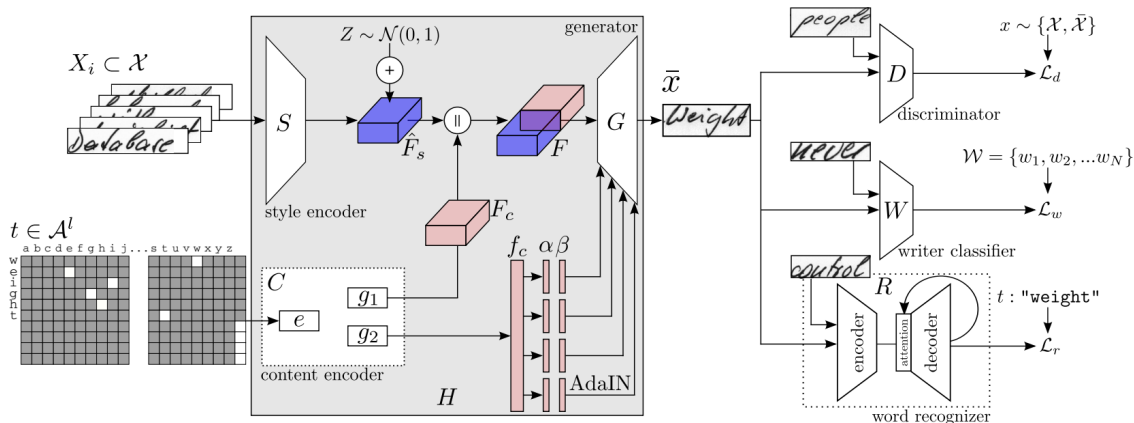 generator
Z ∼ 𝒩(0, 1)
+
X_i ⊂ 𝒳
Database
S
F̂_s
||
F
G
style encoder
F_c
x̄
Weight
people
D
discriminator
x ∼ {𝒳, 𝒳̄}
ℒ_d
never
W
writer classifier
𝒲 = {w_1, w_2, ...w_N}
ℒ_w
control
R
encoder
attention
decoder
t : "weight"
ℒ_r
word recognizer
t ∈ 𝒜^l
a b c d e f g h i j ... s t u v w x y z
w
e
i
g
h
t
C
e
g_1
g_2
content encoder
f_c
α β
AdaIN
H